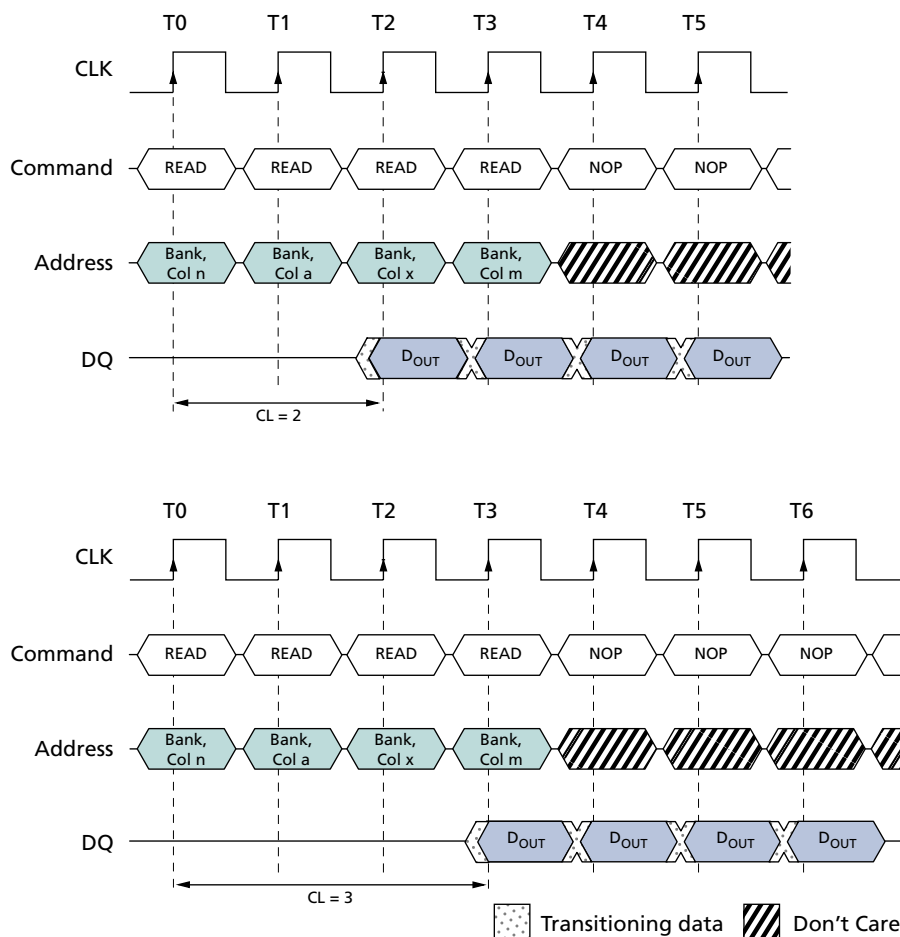 T0 T1 T2 T3 T4 T5
CLK
Command READ READ READ READ NOP NOP
Address Bank, Col n Bank, Col a Bank, Col x Bank, Col m
DQ DOUT DOUT DOUT DOUT
CL = 2
T0 T1 T2 T3 T4 T5 T6
CLK
Command READ READ READ READ NOP NOP NOP
Address Bank, Col n Bank, Col a Bank, Col x Bank, Col m
DQ DOUT DOUT DOUT DOUT
CL = 3
Transitioning data Don't Care